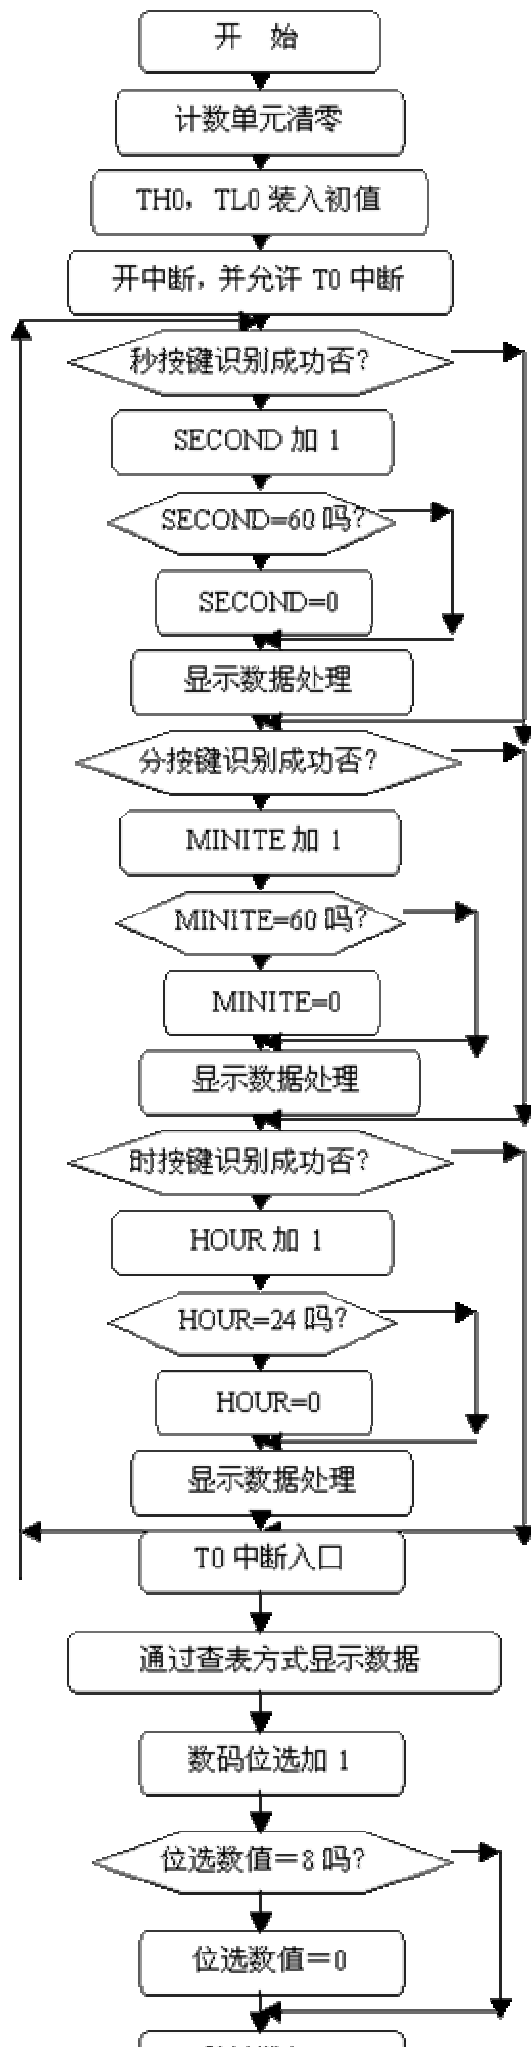 开 始
计数单元清零
TH0, TL0 装入初值
开中断,并允许 T0 中断
秒按键识别成功否?
SECOND 加 1
SECOND=60 吗?
SECOND=0
显示数据处理
分按键识别成功否?
MINITE 加 1
MINITE=60 吗?
MINITE=0
显示数据处理
时按键识别成功否?
HOUR 加 1
HOUR=24 吗?
HOUR=0
显示数据处理
T0 中断入口
通过查表方式显示数据
数码位选加 1
位选数值=8 吗?
位选数值=0